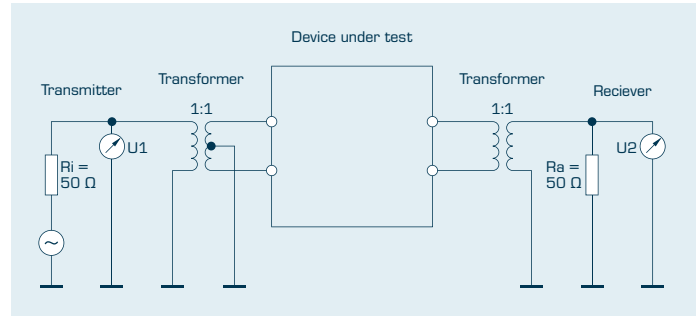 Device under test
Transmitter
Transformer
1:1
Transformer
1:1
Reciever
U1
Ri =
50 Ω
U2
Ra =
50 Ω
~